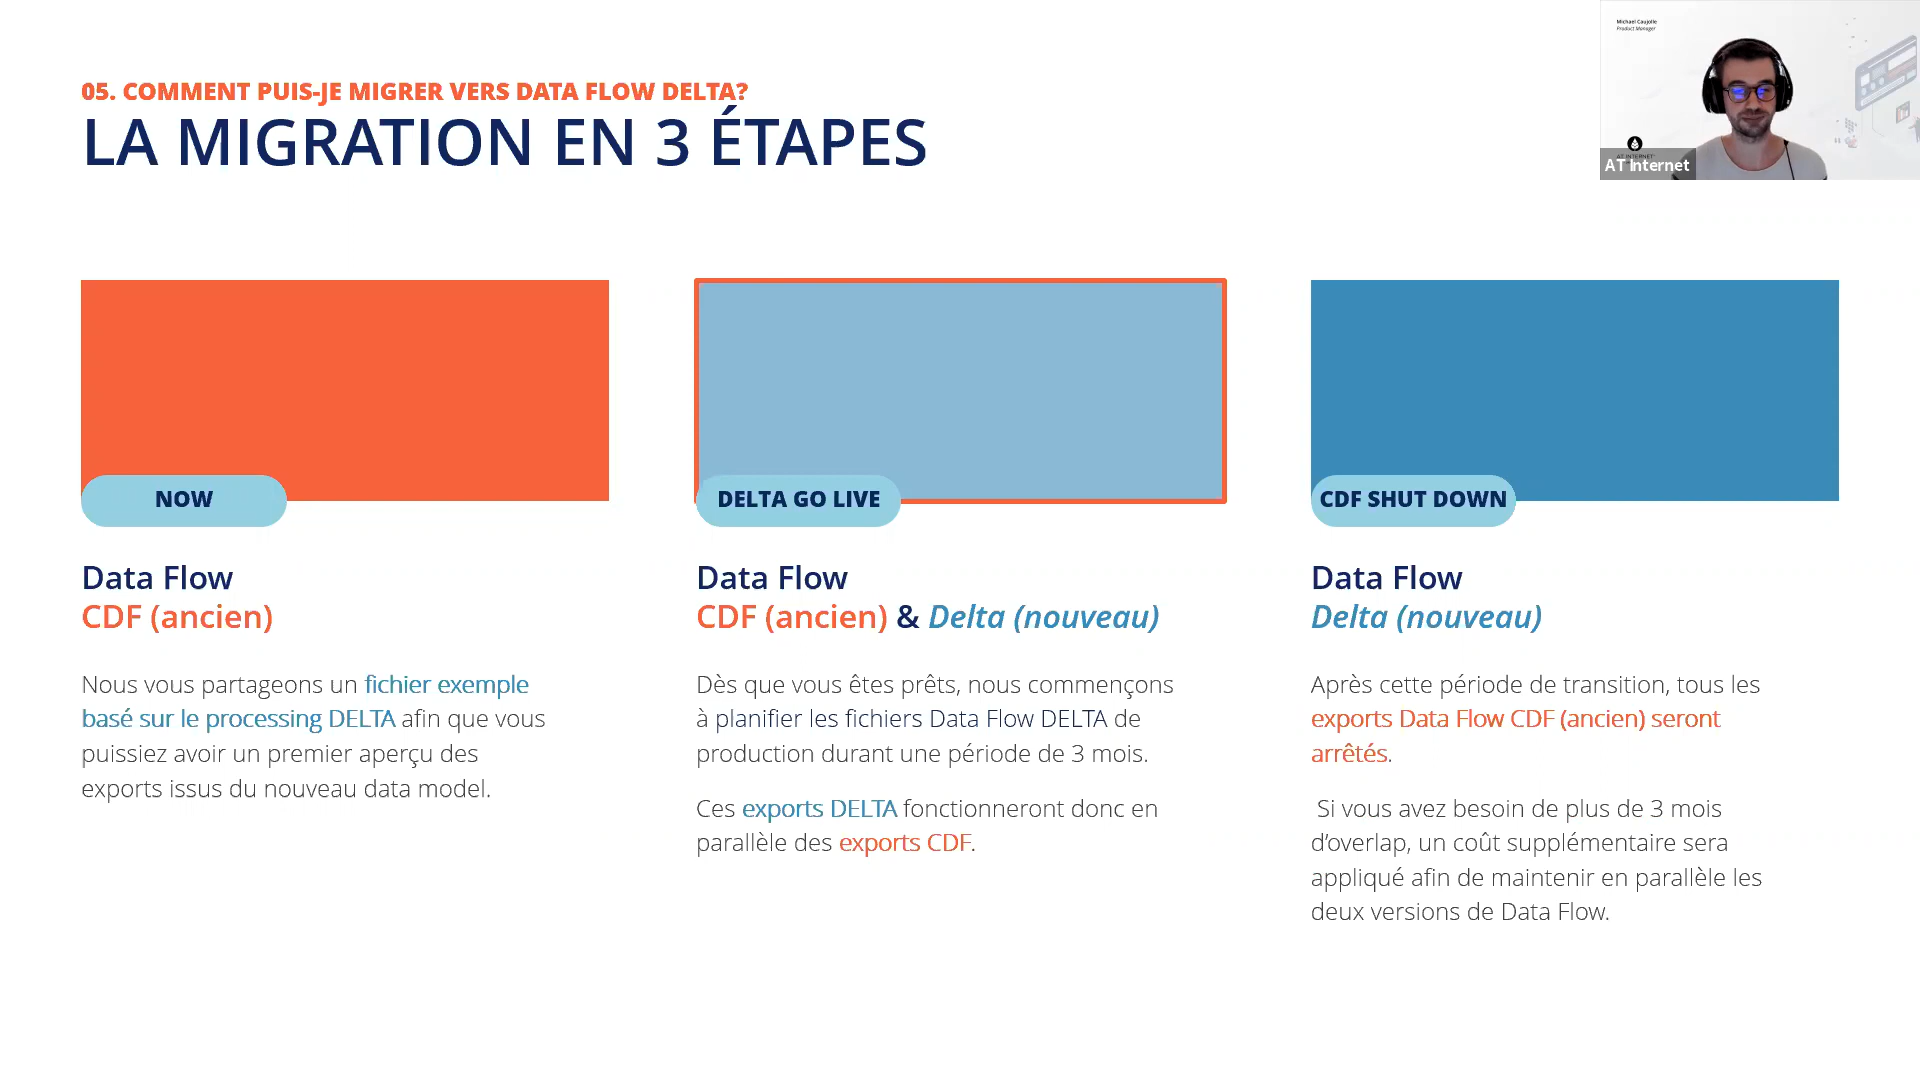 05. COMMENT PUIS-JE MIGRER VERS DATA FLOW DELTA?
LA MIGRATION EN 3 ÉTAPES
Michael Caujolle
Product Manager
AT INTERNET
AT Internet
NOW
Data Flow
CDF (ancien)
Nous vous partageons un fichier exemple
basé sur le processing DELTA afin que vous
puissiez avoir un premier aperçu des
exports issus du nouveau data model.
DELTA GO LIVE
Data Flow
CDF (ancien) & Delta (nouveau)
Dès que vous êtes prêts, nous commençons
à planifier les fichiers Data Flow DELTA de
production durant une période de 3 mois.
Ces exports DELTA fonctionneront donc en
parallèle des exports CDF.
CDF SHUT DOWN
Data Flow
Delta (nouveau)
Après cette période de transition, tous les
exports Data Flow CDF (ancien) seront
arrêtés.
Si vous avez besoin de plus de 3 mois
d’overlap, un coût supplémentaire sera
appliqué afin de maintenir en parallèle les
deux versions de Data Flow.